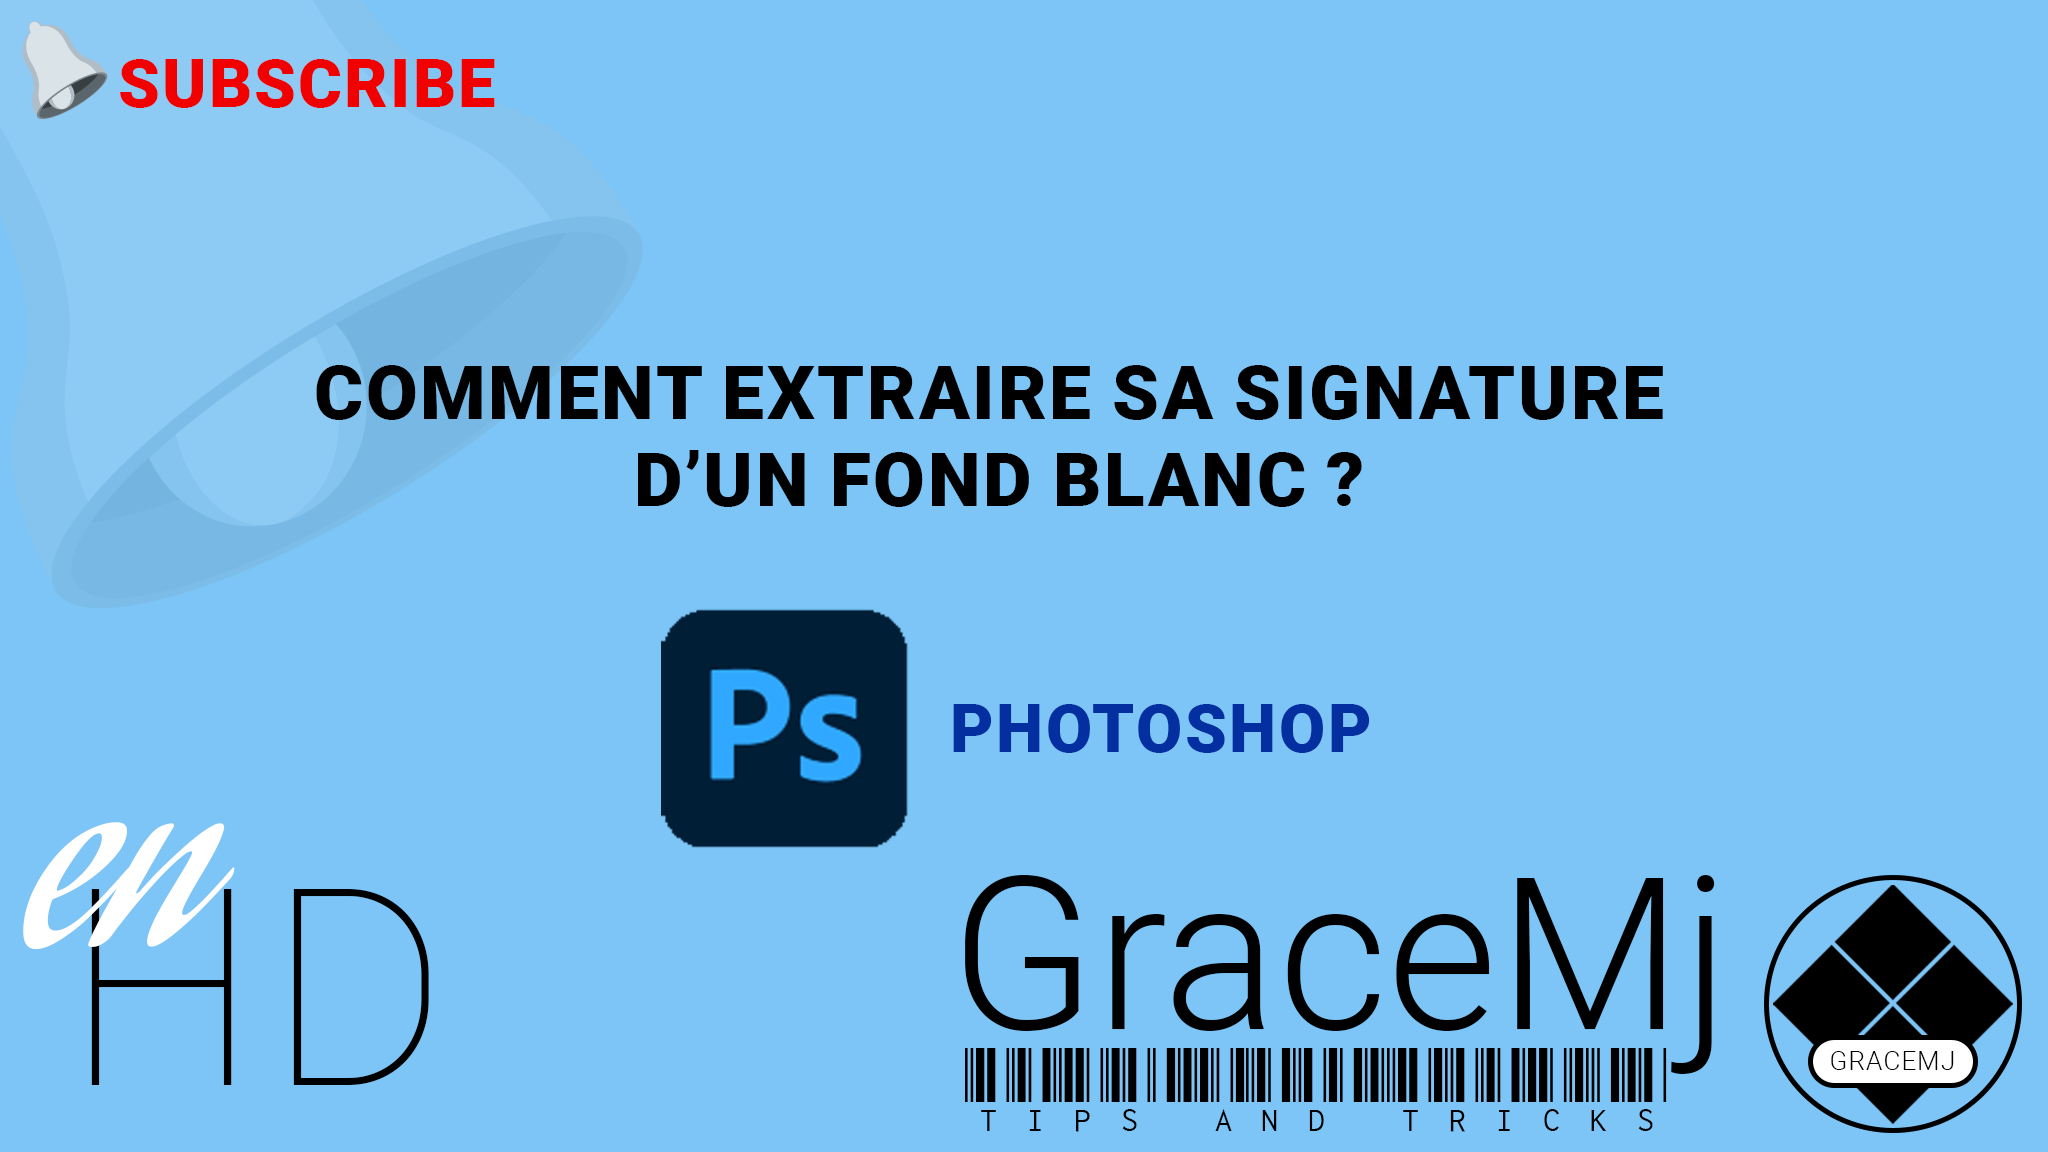 SUBSCRIBE
COMMENT EXTRAIRE SA SIGNATURE
D’UN FOND BLANC ?
Ps
PHOTOSHOP
en
HD
GraceMj
TIPS AND TRICKS
GRACEMJ